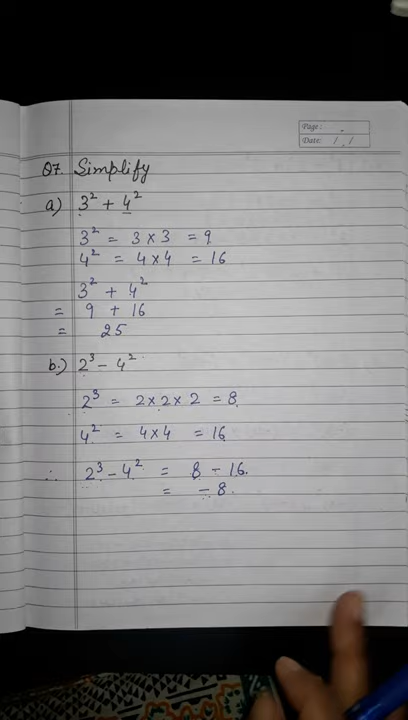 Page:
Date: / /
Q7. Simplify
a) 3² + 4²
3² = 3 × 3 = 9
4² = 4 × 4 = 16
3² + 4²
= 9 + 16
= 25
b.) 2³ - 4²
2³ = 2 × 2 × 2 = 8
4² = 4 × 4 = 16
∴ 2³ - 4² = 8 - 16
= - 8.